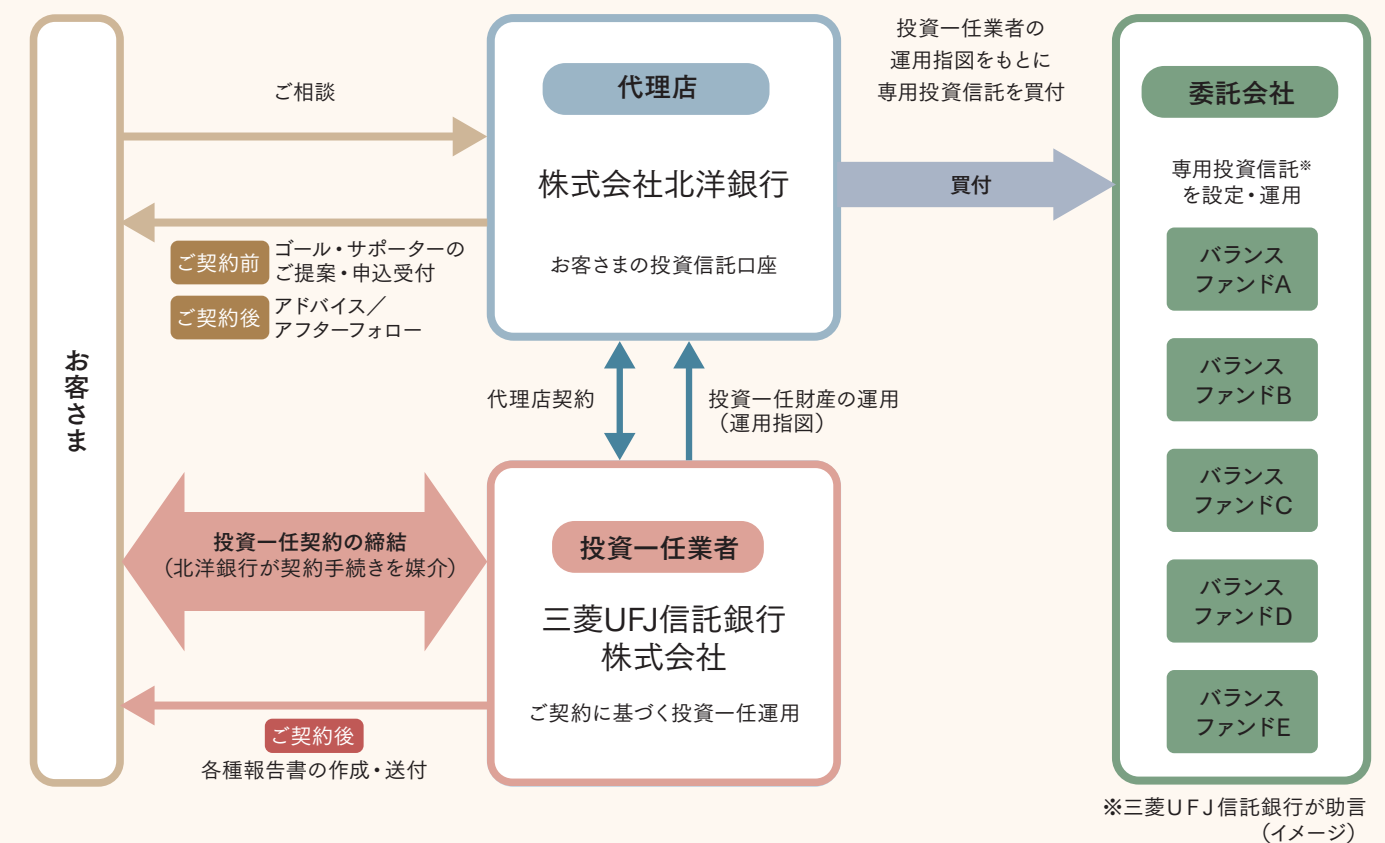 お客さま
ご相談
ご契約前
ゴール・サポーターの
ご提案・申込受付
ご契約後
アドバイス／
アフターフォロー
投資一任契約の締結
（北洋銀行が契約手続きを媒介）
ご契約後
各種報告書の作成・送付
代理店
株式会社北洋銀行
お客さまの投資信託口座
代理店契約
投資一任財産の運用
（運用指図）
投資一任業者
三菱UFJ信託銀行
株式会社
ご契約に基づく投資一任運用
投資一任業者の
運用指図をもとに
専用投資信託を買付
買付
委託会社
専用投資信託※
を設定・運用
バランス
ファンドA
バランス
ファンドB
バランス
ファンドC
バランス
ファンドD
バランス
ファンドE
※三菱UFJ信託銀行が助言
（イメージ）